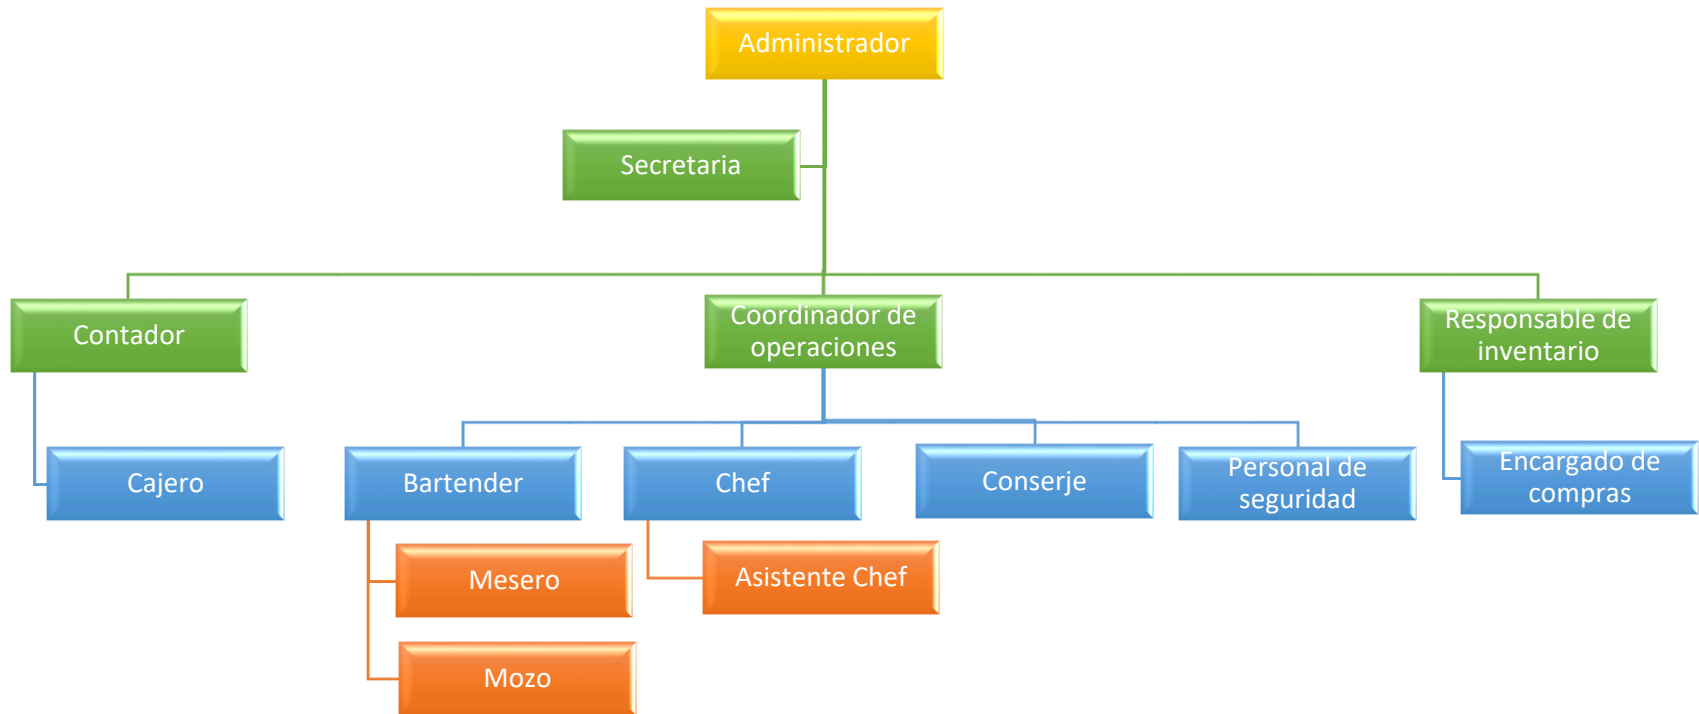 Administrador
Secretaria
Contador
Coordinador de
operaciones
Responsable de
inventario
Cajero
Bartender
Chef
Conserje
Personal de
seguridad
Encargado de
compras
Mesero
Asistente Chef
Mozo